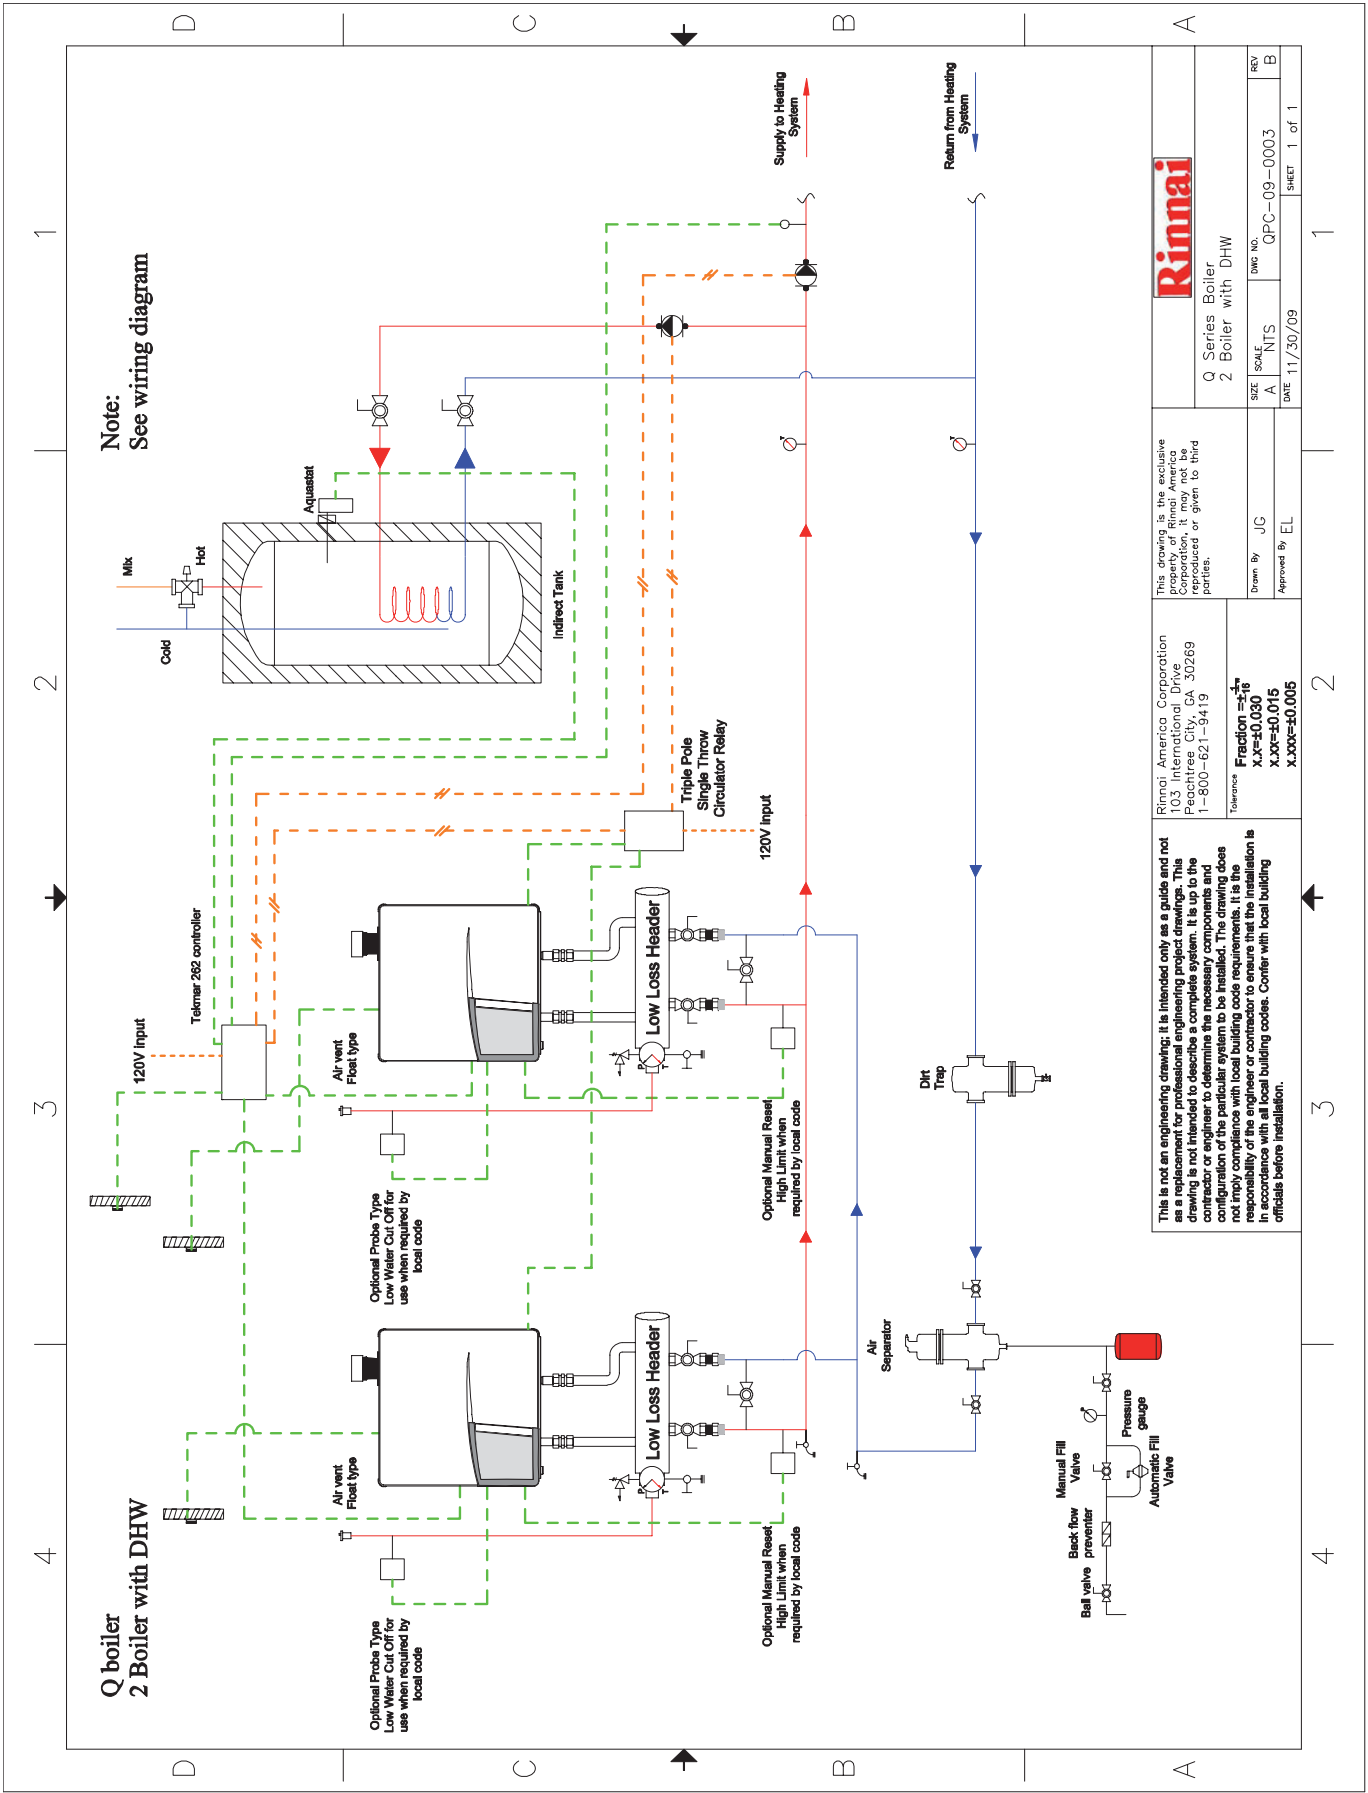 D
C
B
A
1
2
3
4
Q boiler
2 Boiler with DHW
Note:
See wiring diagram
120V input
Tekmar 262 controller
Mix
Hot
Cold
Aquastat
Indirect Tank
Air vent
Float type
Air vent
Float type
Optional Probe Type
Low Water Cut Off for
use when required by
local code
Optional Probe Type
Low Water Cut Off for
use when required by
local code
Low Loss Header
P
T
Low Loss Header
P
T
Triple Pole
Single Throw
Circulator Relay
120V input
Optional Manual Reset
High Limit when
required by local code
Optional Manual Reset
High Limit when
required by local code
Supply to Heating
System
Return from Heating
System
Air
Separator
Dirt
Trap
Ball valve
Back flow
preventer
Manual Fill
Valve
Automatic Fill
Valve
Pressure
gauge
This is not an engineering drawing; it is intended only as a guide and not
as a replacement for professional engineering project drawings. This
drawing is not intended to describe a complete system. It is up to the
contractor or engineer to determine the necessary components and
configuration of the particular system to be installed. The drawing does
not imply compliance with local building code requirements. It is the
responsibility of the engineer or contractor to ensure that the installation is
in accordance with all local building codes. Confer with local building
officials before installation.
Rinnai America Corporation
103 International Drive
Peachtree City, GA 30269
1-800-621-9419
Tolerance
Fraction =±1/16"
X.X=±0.030
X.XX=±0.015
X.XXX=±0.005
This drawing is the exclusive
property of Rinnai America
Corporation, it may not be
reproduced or given to third
parties.
Drawn By JG
Approved By EL
Rinnai
Q Series Boiler
2 Boiler with DHW
SIZE A
SCALE NTS
DWG NO. QPC-09-0003
REV B
DATE 11/30/09
SHEET 1 of 1
D
C
B
A
1
2
3
4